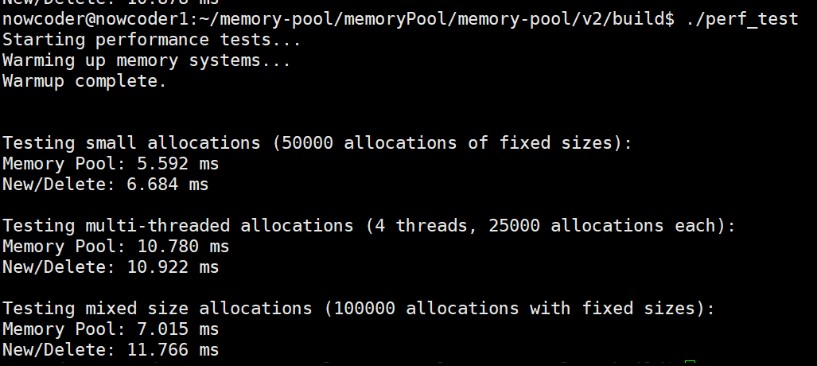 New/Delete: 10.878 ms
nowcoder@nowcoder1:~/memory-pool/memoryPool/memory-pool/v2/build$ ./perf_test
Starting performance tests...
Warming up memory systems...
Warmup complete.
Testing small allocations (50000 allocations of fixed sizes):
Memory Pool: 5.592 ms
New/Delete: 6.684 ms
Testing multi-threaded allocations (4 threads, 25000 allocations each):
Memory Pool: 10.780 ms
New/Delete: 10.922 ms
Testing mixed size allocations (100000 allocations with fixed sizes):
Memory Pool: 7.015 ms
New/Delete: 11.766 ms